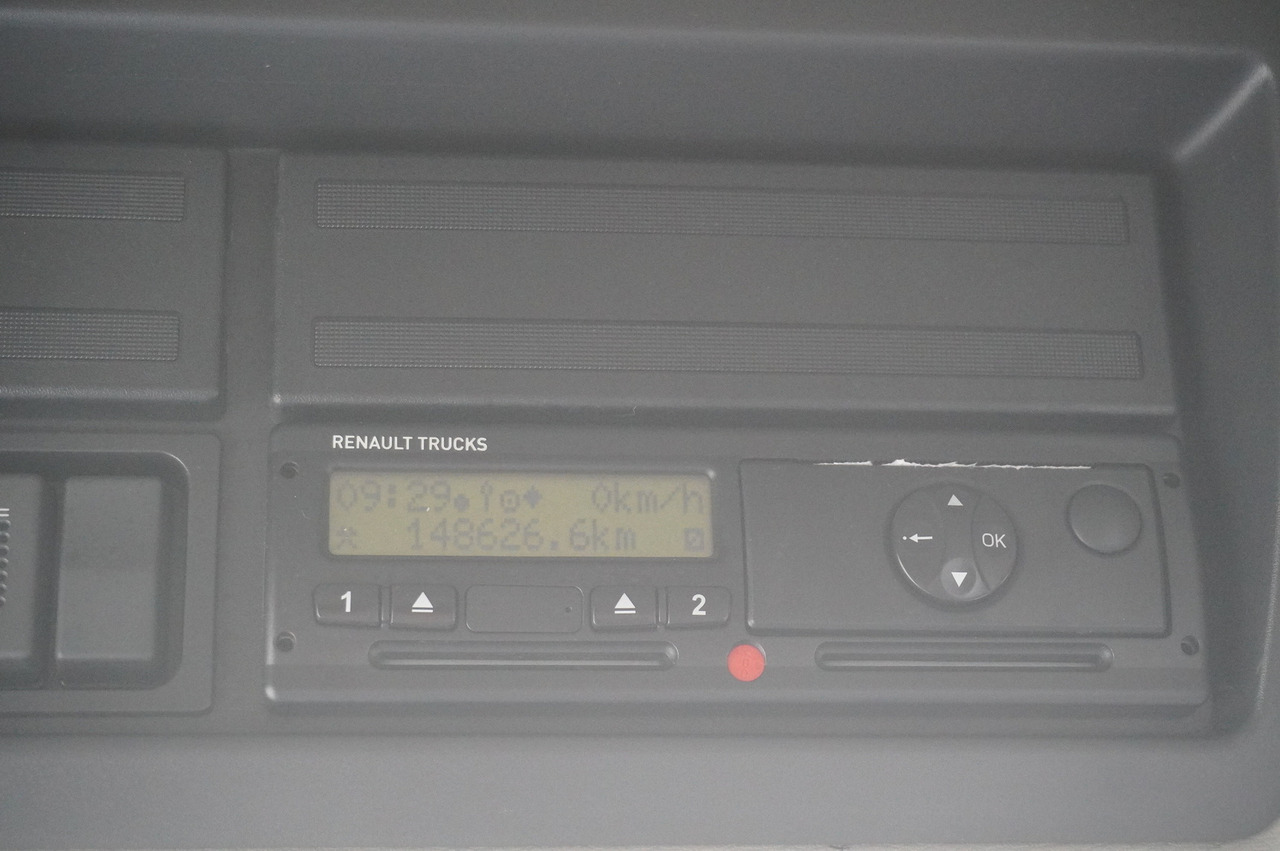 RENAULT TRUCKS
09:29 0km/h
148626.6km
1 2
OK